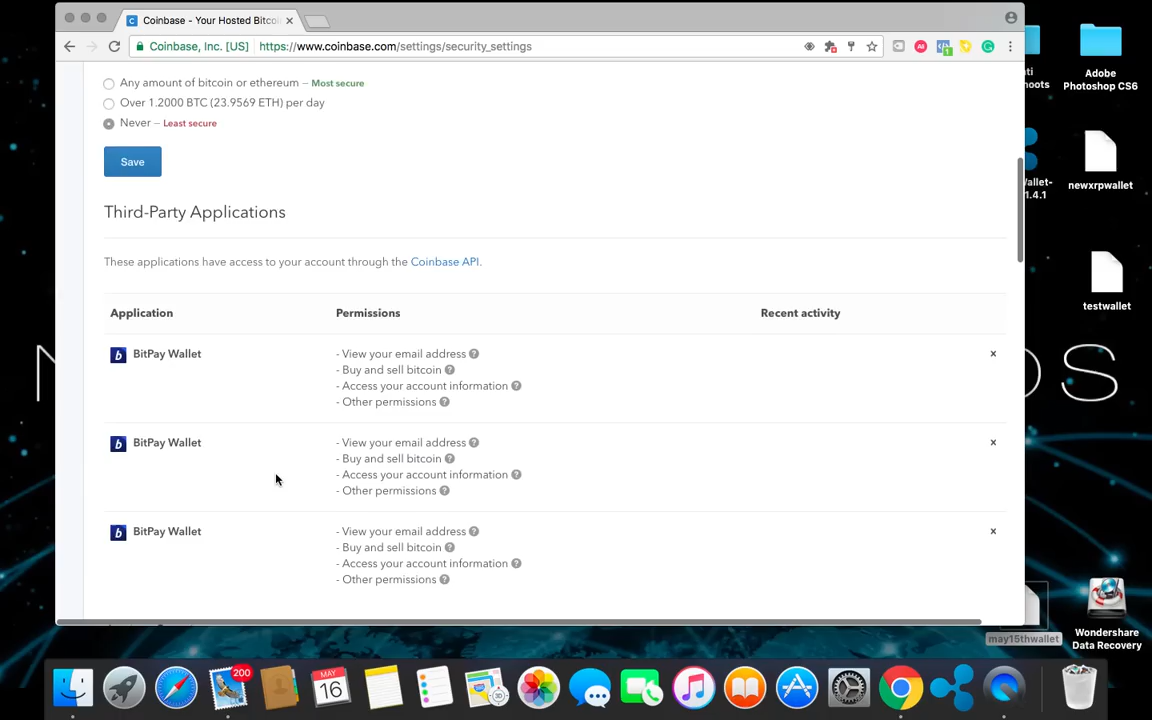 Coinbase - Your Hosted Bitcoi
Coinbase, Inc. [US]
https://www.coinbase.com/settings/security_settings
Any amount of bitcoin or ethereum – Most secure
Over 1.2000 BTC (23.9569 ETH) per day
Never – Least secure
Save
Third-Party Applications
These applications have access to your account through the Coinbase API.
Application Permissions Recent activity
BitPay Wallet
- View your email address ?
- Buy and sell bitcoin ?
- Access your account information ?
- Other permissions ?
x
BitPay Wallet
- View your email address ?
- Buy and sell bitcoin ?
- Access your account information ?
- Other permissions ?
x
BitPay Wallet
- View your email address ?
- Buy and sell bitcoin ?
- Access your account information ?
- Other permissions ?
x
Adobe
Photoshop CS6
newxrpwallet
1.4.1
testwallet
may15thwallet
Wondershare
Data Recovery
200
MAY
16